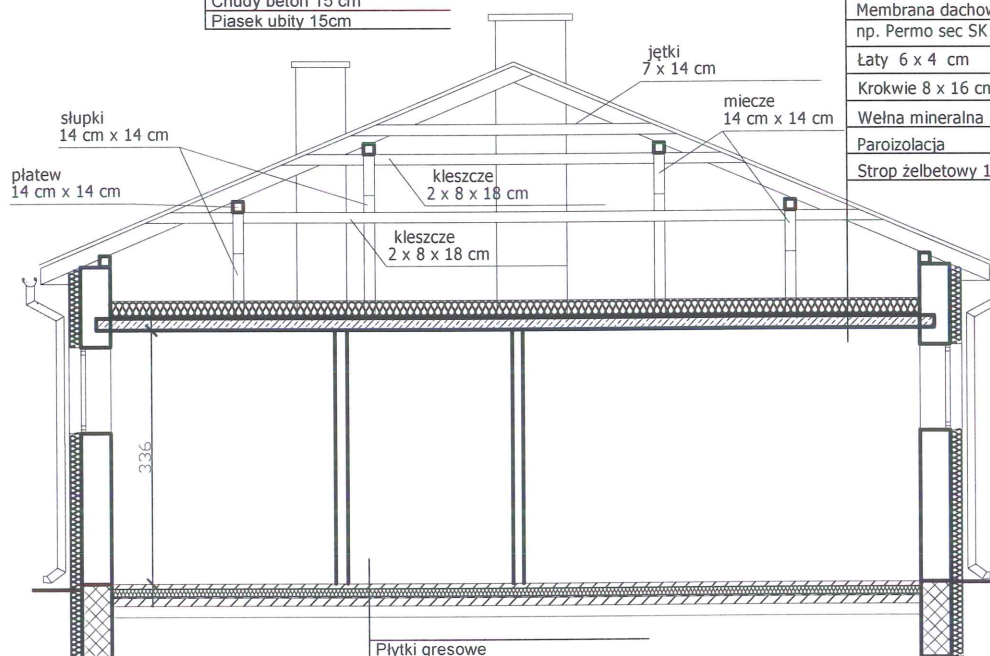 Chudy beton 15 cm
Piasek ubity 15cm
Membrana
np. Permo sec SK
Łaty 6 x 4 cm
Krokwie 8 x 16 cm
Wełna mineralna
Paroizolacja
Strop żelbetowy
jętki
7 x 14 cm
miecze
14 cm x 14 cm
słupki
14 cm x 14 cm
płatew
14 cm x 14 cm
kleszcze
2 x 8 x 18 cm
kleszcze
2 x 8 x 18 cm
336
Płytki gresowe